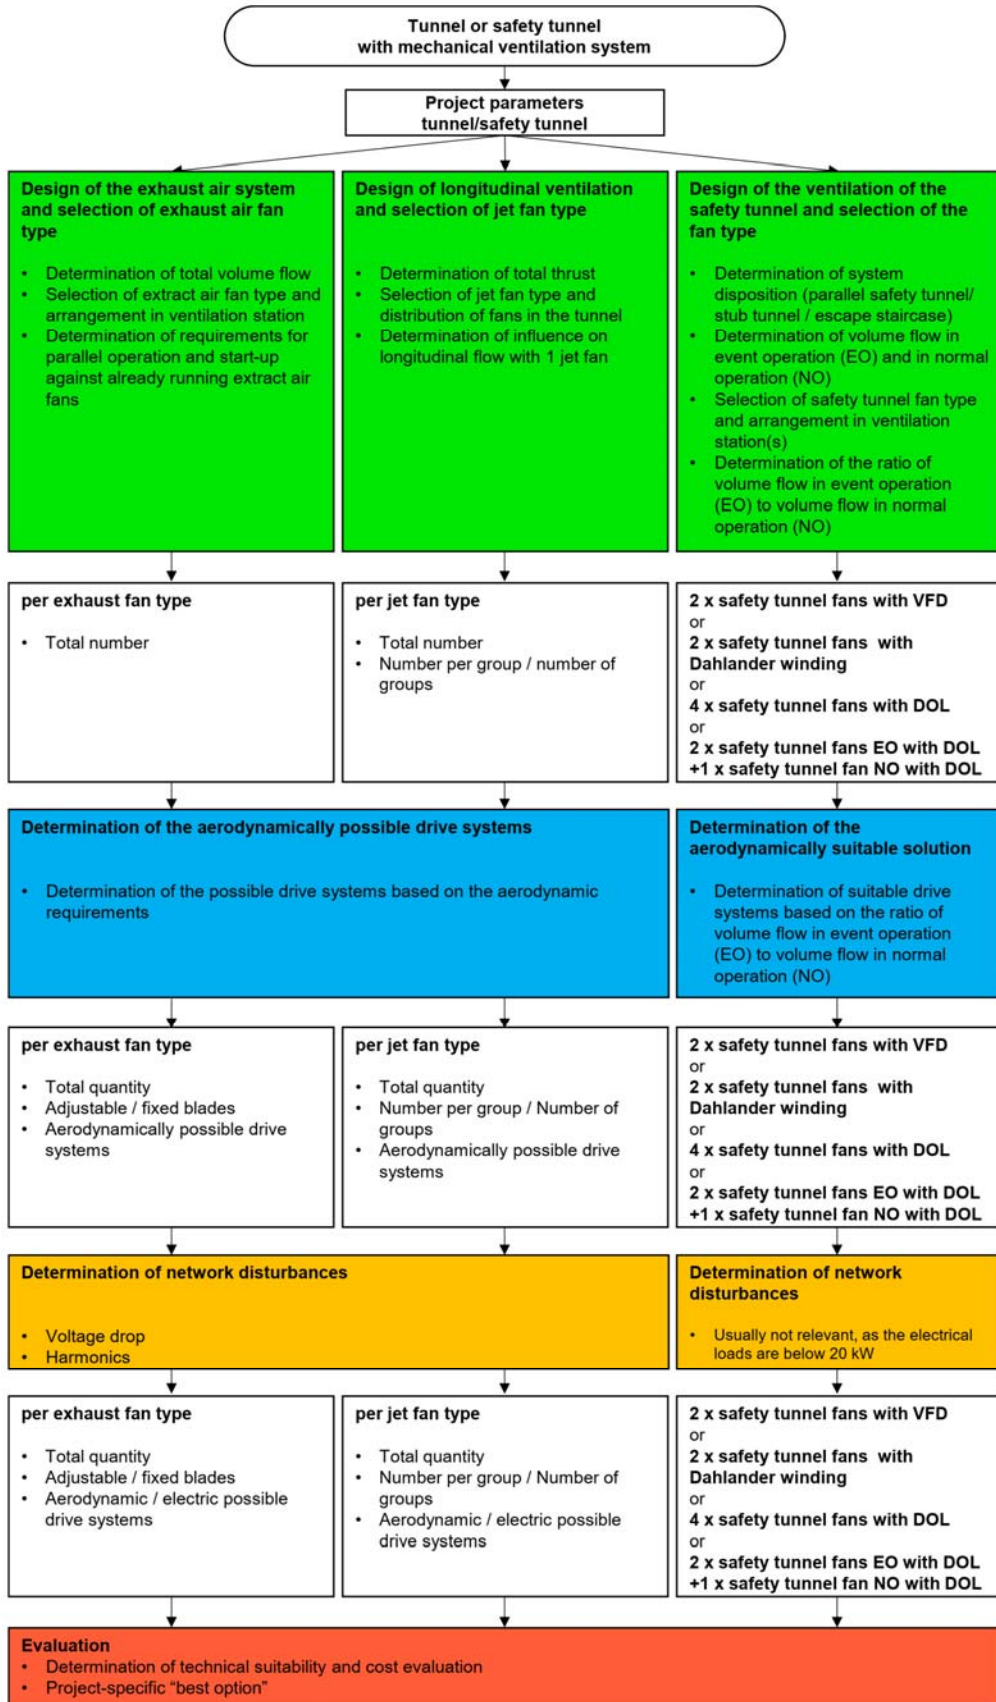 Tunnel or safety tunnel
with mechanical ventilation system
Project parameters
tunnel/safety tunnel
Design of the exhaust air system
and selection of exhaust air fan
type
• Determination of total volume flow
• Selection of extract air fan type and
arrangement in ventilation station
• Determination of requirements for
parallel operation and start-up
against already running extract air
fans
Design of longitudinal ventilation
and selection of jet fan type
• Determination of total thrust
• Selection of jet fan type and
distribution of fans in the tunnel
• Determination of influence on
longitudinal flow with 1 jet fan
Design of the ventilation of the
safety tunnel and selection of the
fan type
• Determination of system
disposition (parallel safety tunnel/
stub tunnel / escape staircase)
• Determination of volume flow in
event operation (EO) and in normal
operation (NO)
• Selection of safety tunnel fan type
and arrangement in ventilation
station(s)
• Determination of the ratio of
volume flow in event operation
(EO) to volume flow in normal
operation (NO)
per exhaust fan type
• Total number
per jet fan type
• Total number
• Number per group / number of
groups
2 x safety tunnel fans with VFD
or
2 x safety tunnel fans with
Dahlander winding
or
4 x safety tunnel fans with DOL
or
2 x safety tunnel fans EO with DOL
+1 x safety tunnel fan NO with DOL
Determination of the aerodynamically possible drive systems
• Determination of the possible drive systems based on the aerodynamic
requirements
Determination of the
aerodynamically suitable solution
• Determination of suitable drive
systems based on the ratio of
volume flow in event operation
(EO) to volume flow in normal
operation (NO)
per exhaust fan type
• Total quantity
• Adjustable / fixed blades
• Aerodynamically possible drive
systems
per jet fan type
• Total quantity
• Number per group / Number of
groups
• Aerodynamically possible drive
systems
2 x safety tunnel fans with VFD
or
2 x safety tunnel fans with
Dahlander winding
or
4 x safety tunnel fans with DOL
or
2 x safety tunnel fans EO with DOL
+1 x safety tunnel fan NO with DOL
Determination of network disturbances
• Voltage drop
• Harmonics
Determination of network
disturbances
• Usually not relevant, as the electrical
loads are below 20 kW
per exhaust fan type
• Total quantity
• Adjustable / fixed blades
• Aerodynamic / electric possible
drive systems
per jet fan type
• Total quantity
• Number per group / Number of
groups
• Aerodynamic / electric possible
drive systems
2 x safety tunnel fans with VFD
or
2 x safety tunnel fans with
Dahlander winding
or
4 x safety tunnel fans with DOL
or
2 x safety tunnel fans EO with DOL
+1 x safety tunnel fan NO with DOL
Evaluation
• Determination of technical suitability and cost evaluation
• Project-specific “best option”